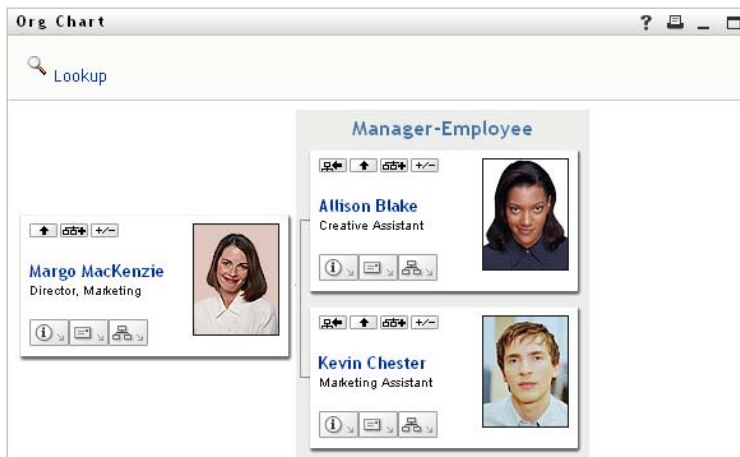 Org Chart
?
Lookup
Manager-Employee
+/−
Allison Blake
Creative Assistant
+/−
Margo MacKenzie
Director, Marketing
+/−
Kevin Chester
Marketing Assistant